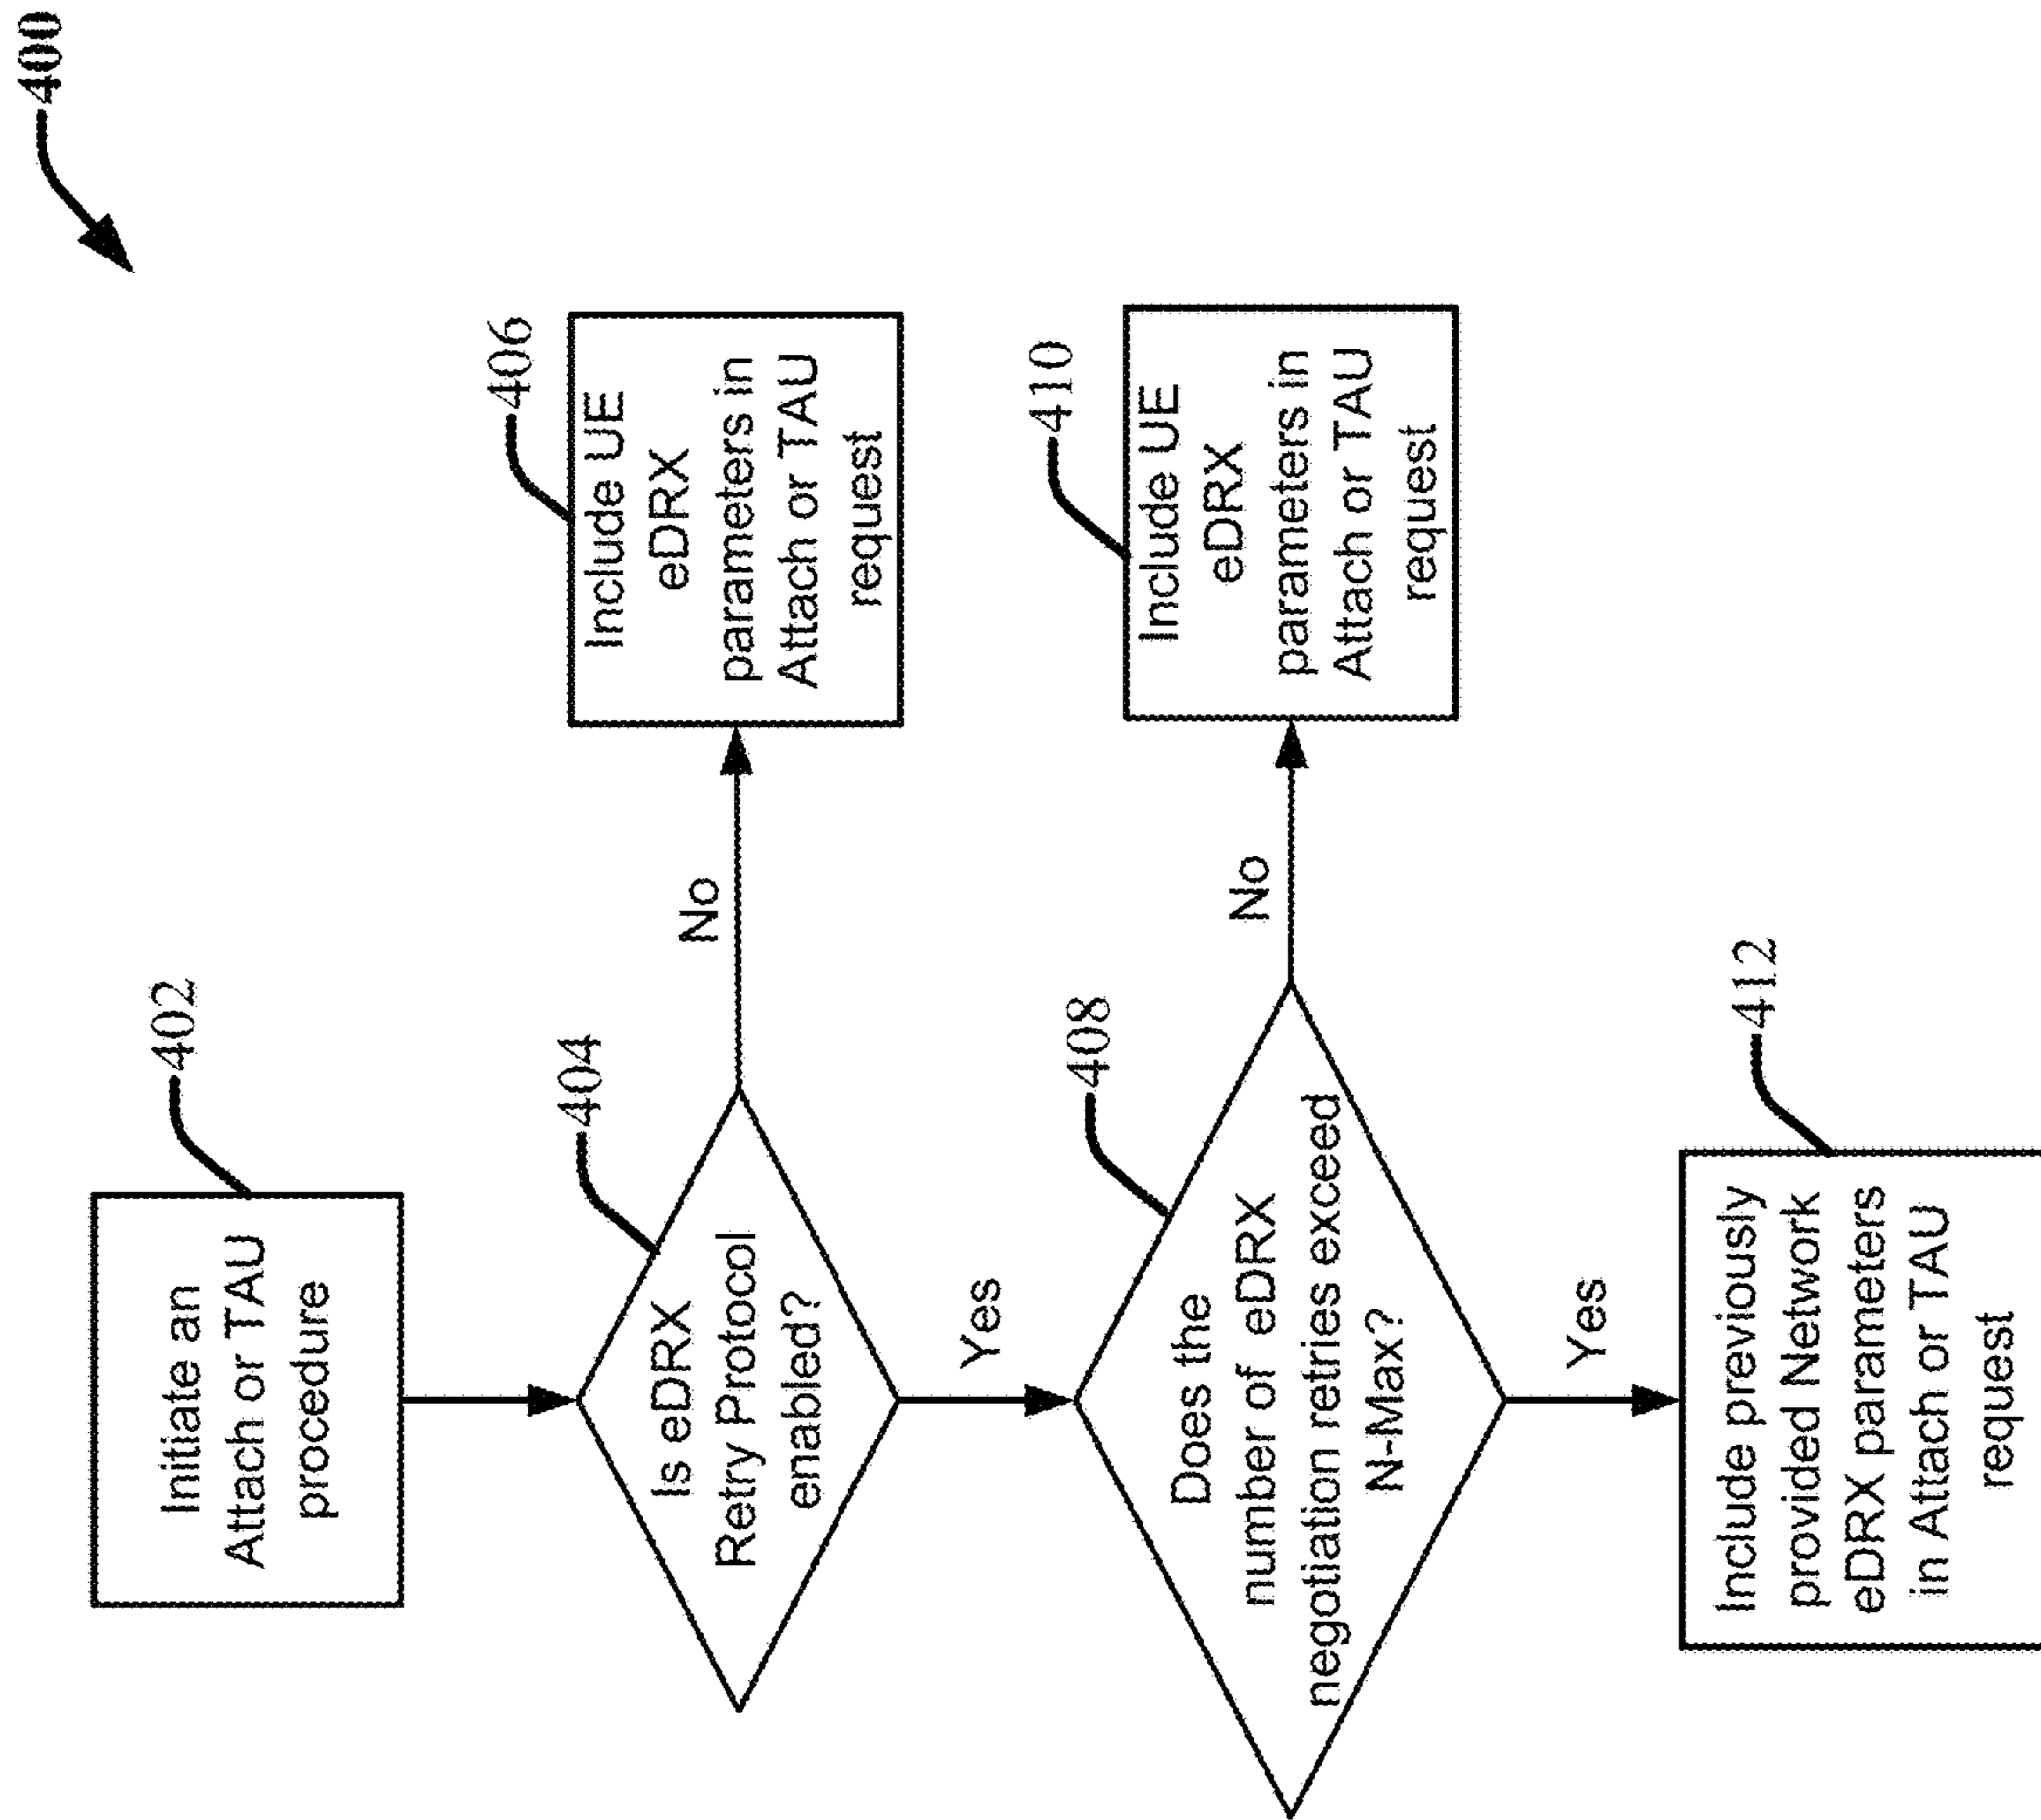 400
402
Initiate an
Attach or TAU
procedure
404
Is eDRX
Retry Protocol
enabled?
No
406
Include UE
eDRX
parameters in
Attach or TAU
request
Yes
408
Does the
number of eDRX
negotiation retries exceed
N-Max?
No
410
Include UE
eDRX
parameters in
Attach or TAU
request
Yes
412
Include previously
provided Network
eDRX parameters
in Attach or TAU
request